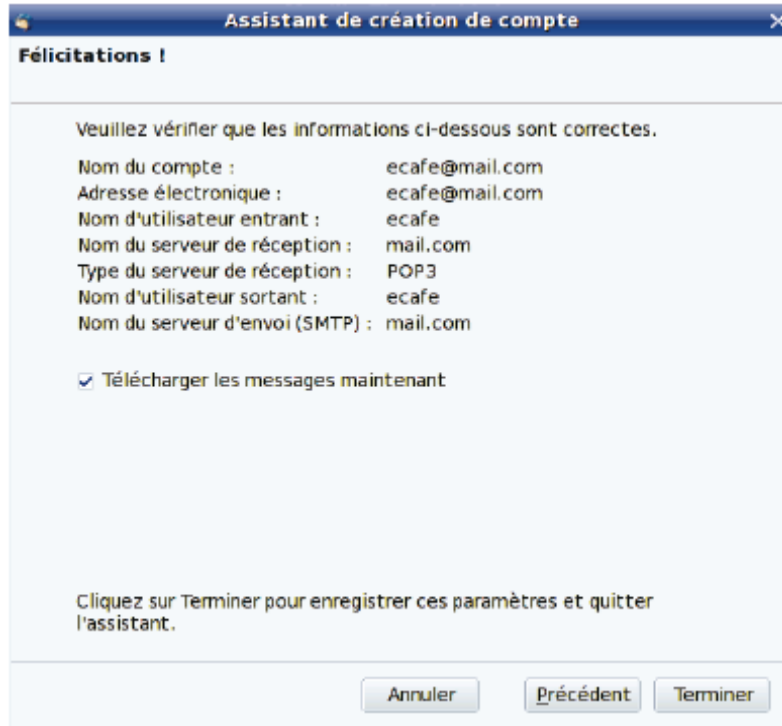 Assistant de création de compte
Félicitations !
Veuillez vérifier que les informations ci-dessous sont correctes.
Nom du compte : ecafe@mail.com
Adresse électronique : ecafe@mail.com
Nom d'utilisateur entrant : ecafe
Nom du serveur de réception : mail.com
Type du serveur de réception : POP3
Nom d'utilisateur sortant : ecafe
Nom du serveur d'envoi (SMTP) : mail.com
Télécharger les messages maintenant
Cliquez sur Terminer pour enregistrer ces paramètres et quitter
l'assistant.
Annuler Précédent Terminer